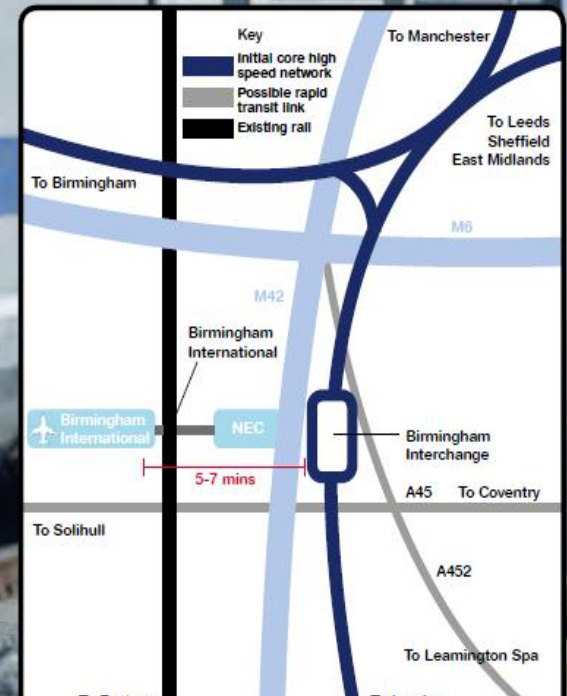 Key
Initial core high
speed network
Possible rapid
transit link
Existing rail
To Manchester
To Leeds
Sheffield
East Midlands
To Birmingham
M6
M42
Birmingham
International
Birmingham
International
NEC
Birmingham
Interchange
5-7 mins
A45
To Coventry
To Solihull
A452
To Leamington Spa